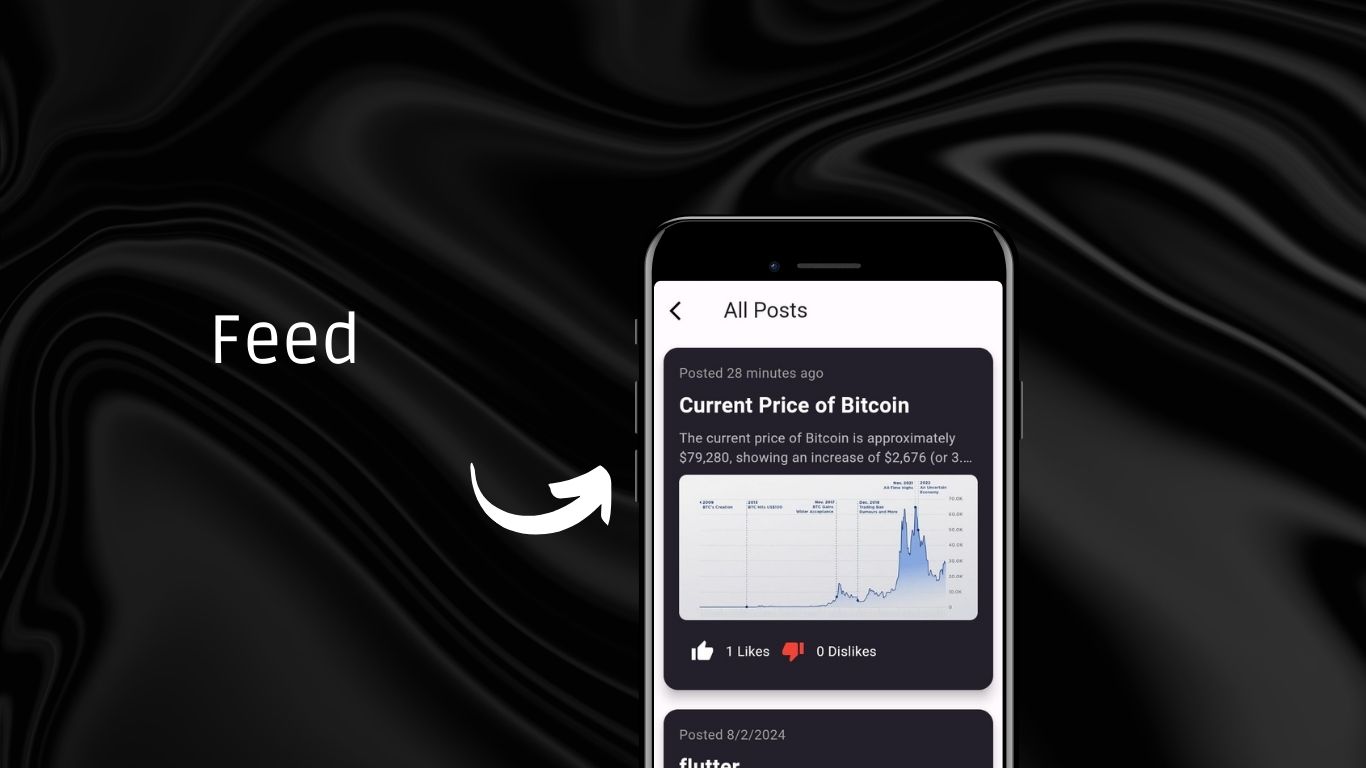 Feed
All Posts
Posted 28 minutes ago
Current Price of Bitcoin
The current price of Bitcoin is approximately
$79,280, showing an increase of $2,676 (or 3....
Nov. 2021
All-Time Highs
2022
An Uncertain
Economy
2009
BTC's Creation
2013
BTC Hits US$100
Nov. 2017
BTC Gains
Wider Acceptance
Dec. 2018
Trading Bias
Rumours and More
70.0K
60.0K
50.0K
40.0K
30.0K
20.0K
10.0K
0
1 Likes
0 Dislikes
Posted 8/2/2024
flutter